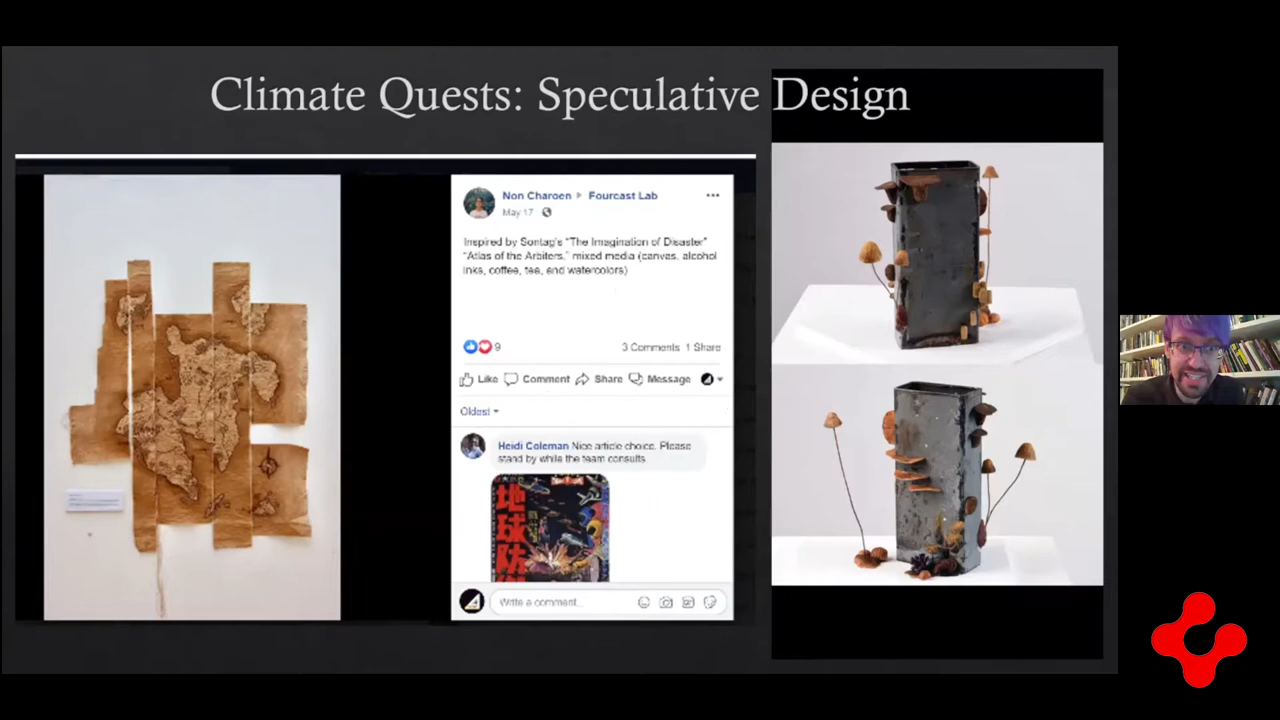 Climate Quests: Speculative Design
Non Charoen ▸ Fourcast Lab
May 17
Inspired by Sontag's "The Imagination of Disaster"
"Atlas of the Arbiters," mixed media (canvas, alcohol
inks, coffee, tea, and watercolors)
9
3 Comments 1 Share
Like Comment Share Message
Oldest
Heidi Coleman Nice article choice. Please
stand by while the team consults
地球防
Write a comment...